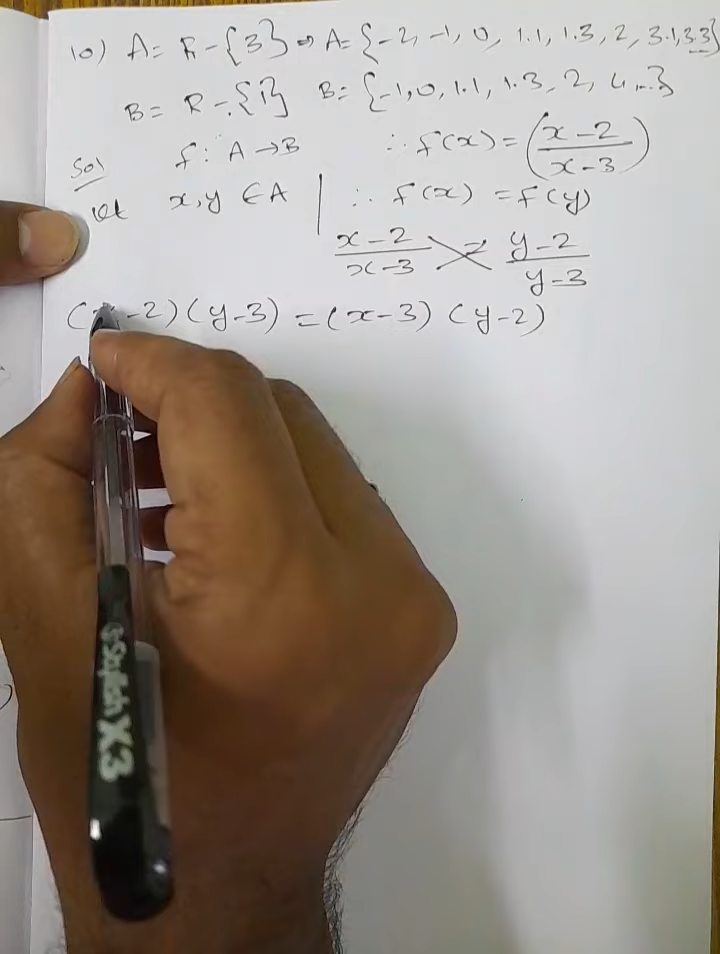 10) A = R - {3} ⇒ A = {-2, -1, 0, 1.1, 1.3, 2, 3.1, 3.3}
B = R - {1} B = {-1, 0, 1.1, 1.3, 2, 4, ..}
Sol f : A → B ∴ f(x) = (x-2 / x-3)
let x, y ∈ A | ∴ f(x) = f(y)
x-2 / x-3 = y-2 / y-3
(x-2)(y-3) = (x-3)(y-2)
X3